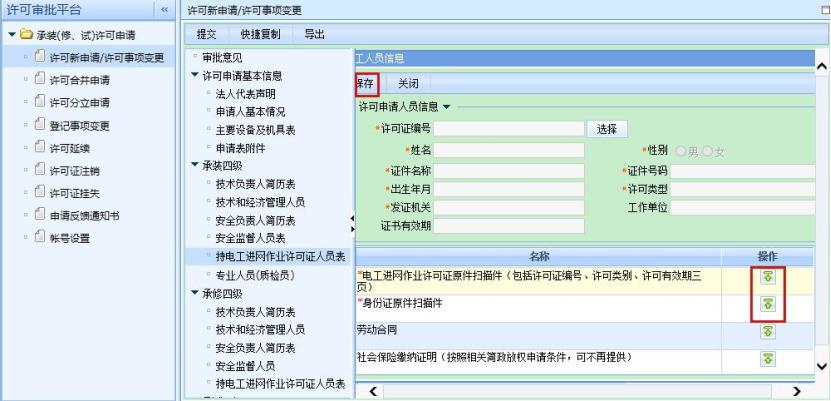 许可审批平台 «
承装(修、试)许可申请
许可新申请/许可事项变更
许可合并申请
许可分立申请
登记事项变更
许可延续
许可证注销
许可证挂失
申请反馈通知书
帐号设置
许可新申请/许可事项变更
提交 快捷复制 导出
审批意见
许可申请基本信息
法人代表声明
申请人基本情况
主要设备及机具表
申请表附件
承装四级
技术负责人简历表
技术和经济管理人员
安全负责人简历表
安全监督人员表
持电工进网作业许可证人员表
专业人员(质检员)
承修四级
技术负责人简历表
技术和经济管理人员
安全负责人简历表
安全监督人员
持电工进网作业许可证人员表
工人员信息
保存 关闭
许可申请人员信息
*许可证编号 选择
*姓名 *性别 男 女
*证件名称 *证件号码
*出生年月 *许可类型
*发证机关 工作单位
证书有效期
名称 操作
*电工进网作业许可证原件扫描件（包括许可证编号、许可类别、许可有效期三
页）
*身份证原件扫描件
劳动合同
社会保险缴纳证明（按照相关简政放权申请条件，可不再提供）